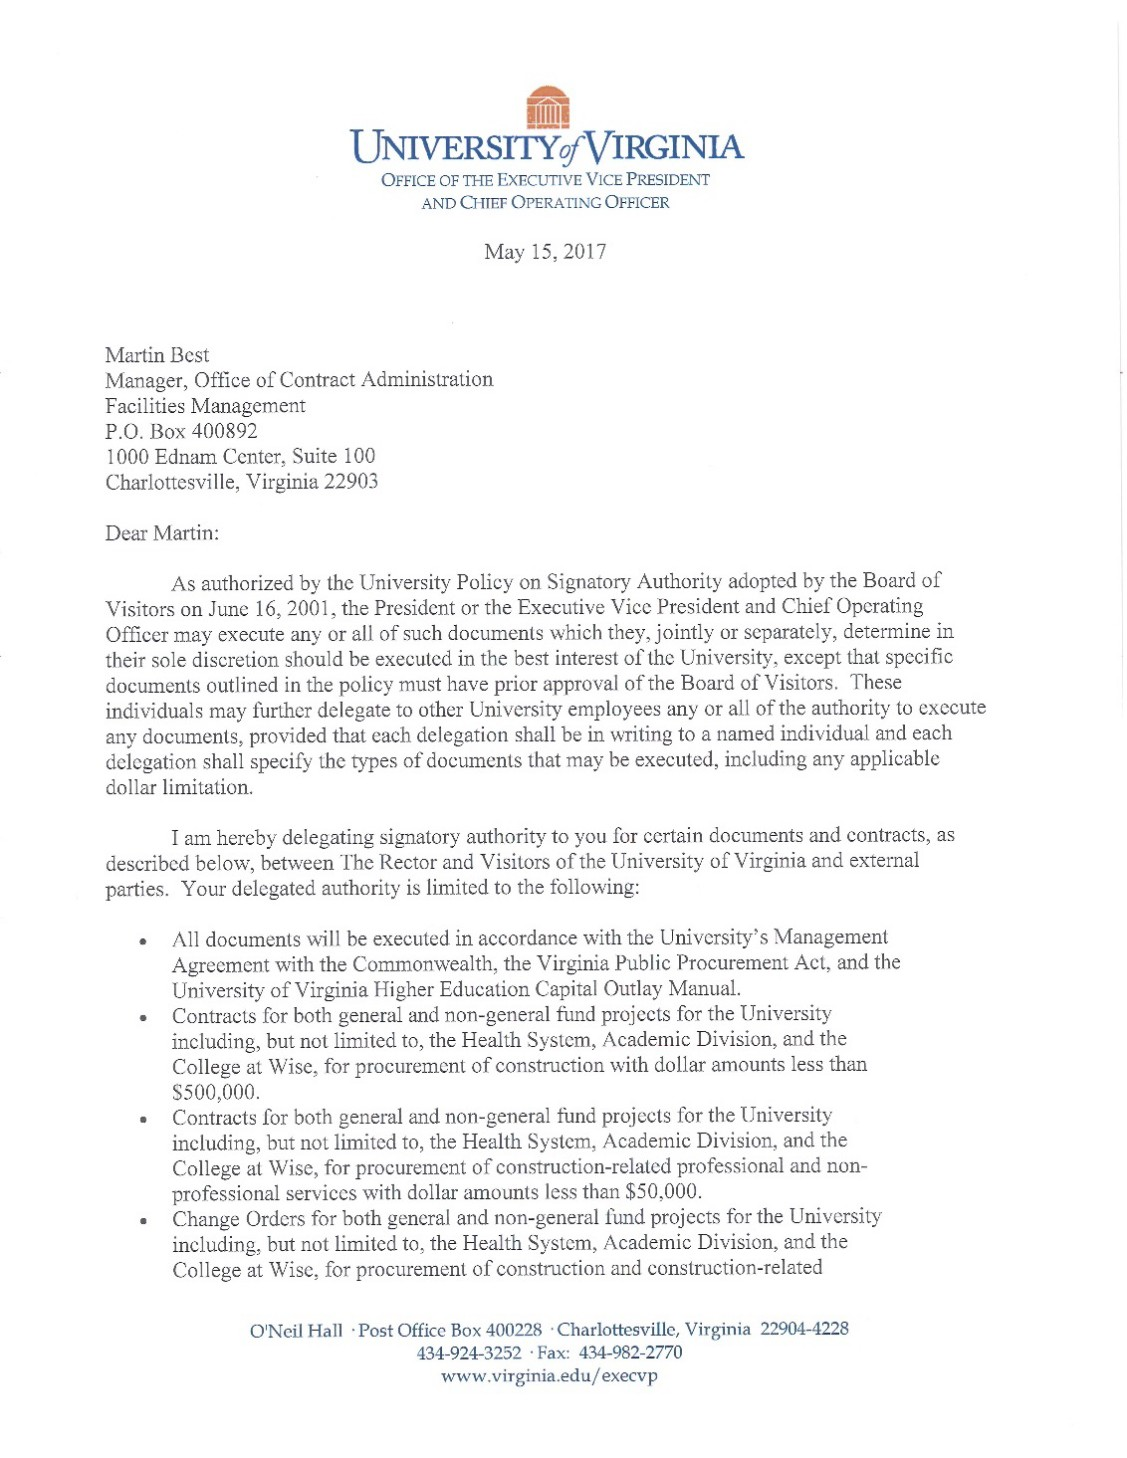 UNIVERSITY of VIRGINIA
OFFICE OF THE EXECUTIVE VICE PRESIDENT
AND CHIEF OPERATING OFFICER
May 15, 2017
Martin Best
Manager, Office of Contract Administration
Facilities Management
P.O. Box 400892
1000 Ednam Center, Suite 100
Charlottesville, Virginia 22903
Dear Martin:
As authorized by the University Policy on Signatory Authority adopted by the Board of
Visitors on June 16, 2001, the President or the Executive Vice President and Chief Operating
Officer may execute any or all of such documents which they, jointly or separately, determine in
their sole discretion should be executed in the best interest of the University, except that specific
documents outlined in the policy must have prior approval of the Board of Visitors.  These
individuals may further delegate to other University employees any or all of the authority to execute
any documents, provided that each delegation shall be in writing to a named individual and each
delegation shall specify the types of documents that may be executed, including any applicable
dollar limitation.
I am hereby delegating signatory authority to you for certain documents and contracts, as
described below, between The Rector and Visitors of the University of Virginia and external
parties.  Your delegated authority is limited to the following:
• All documents will be executed in accordance with the University's Management
Agreement with the Commonwealth, the Virginia Public Procurement Act, and the
University of Virginia Higher Education Capital Outlay Manual.
• Contracts for both general and non-general fund projects for the University
including, but not limited to, the Health System, Academic Division, and the
College at Wise, for procurement of construction with dollar amounts less than
$500,000.
• Contracts for both general and non-general fund projects for the University
including, but not limited to, the Health System, Academic Division, and the
College at Wise, for procurement of construction-related professional and non-
professional services with dollar amounts less than $50,000.
• Change Orders for both general and non-general fund projects for the University
including, but not limited to, the Health System, Academic Division, and the
College at Wise, for procurement of construction and construction-related
O'Neil Hall · Post Office Box 400228 · Charlottesville, Virginia 22904-4228
434-924-3252 · Fax: 434-982-2770
www.virginia.edu/execvp